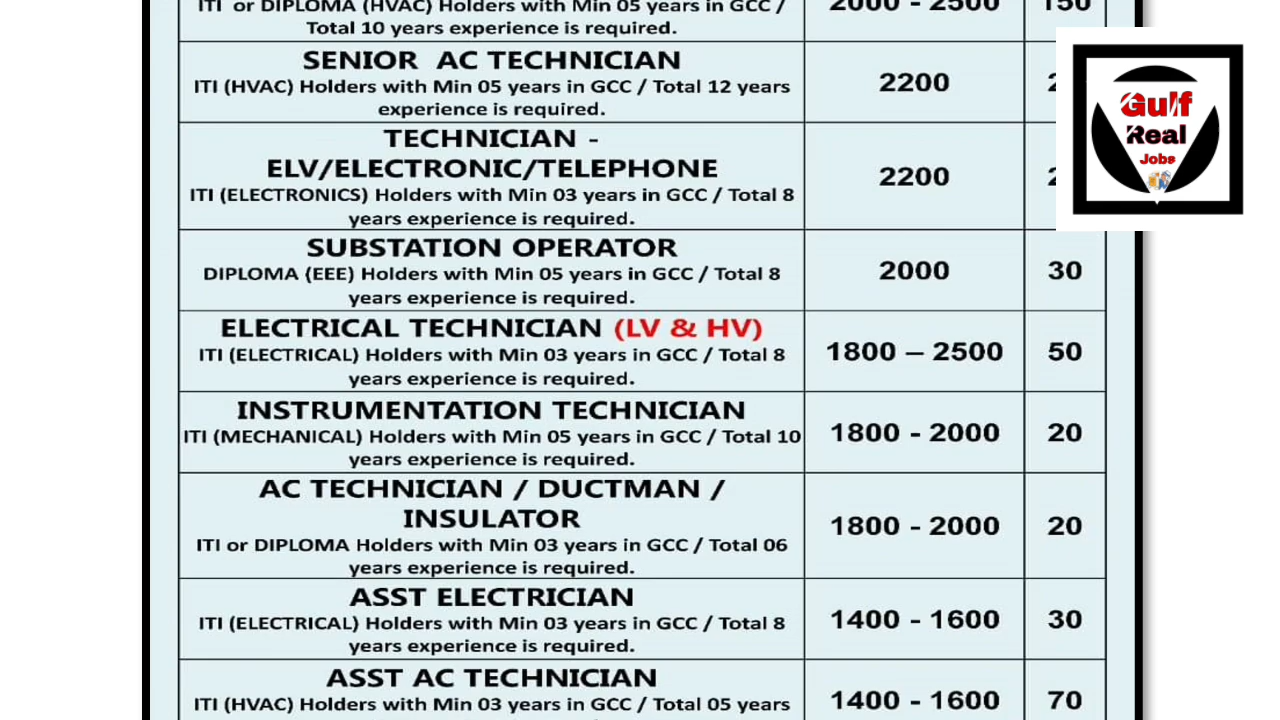 ITI or DIPLOMA (HVAC) Holders with Min 05 years in GCC /
Total 10 years experience is required.
2000 - 2500
150
SENIOR AC TECHNICIAN
ITI (HVAC) Holders with Min 05 years in GCC / Total 12 years
experience is required.
2200
TECHNICIAN -
ELV/ELECTRONIC/TELEPHONE
ITI (ELECTRONICS) Holders with Min 03 years in GCC / Total 8
years experience is required.
2200
SUBSTATION OPERATOR
DIPLOMA (EEE) Holders with Min 05 years in GCC / Total 8
years experience is required.
2000
30
ELECTRICAL TECHNICIAN (LV & HV)
ITI (ELECTRICAL) Holders with Min 03 years in GCC / Total 8
years experience is required.
1800 – 2500
50
INSTRUMENTATION TECHNICIAN
ITI (MECHANICAL) Holders with Min 05 years in GCC / Total 10
years experience is required.
1800 - 2000
20
AC TECHNICIAN / DUCTMAN /
INSULATOR
ITI or DIPLOMA Holders with Min 03 years in GCC / Total 06
years experience is required.
1800 - 2000
20
ASST ELECTRICIAN
ITI (ELECTRICAL) Holders with Min 03 years in GCC / Total 8
years experience is required.
1400 - 1600
30
ASST AC TECHNICIAN
ITI (HVAC) Holders with Min 03 years in GCC / Total 05 years
1400 - 1600
70
Gulf
Real
Jobs